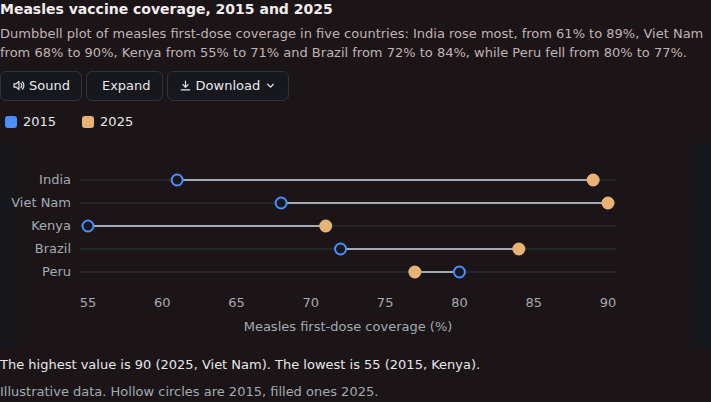 Measles vaccine coverage, 2015 and 2025
Dumbbell plot of measles first-dose coverage in five countries: India rose most, from 61% to 89%, Viet Nam
from 68% to 90%, Kenya from 55% to 71% and Brazil from 72% to 84%, while Peru fell from 80% to 77%.
Sound Expand Download
2015 2025
India
Viet Nam
Kenya
Brazil
Peru
55 60 65 70 75 80 85 90
Measles first-dose coverage (%)
The highest value is 90 (2025, Viet Nam). The lowest is 55 (2015, Kenya).
Illustrative data. Hollow circles are 2015, filled ones 2025.